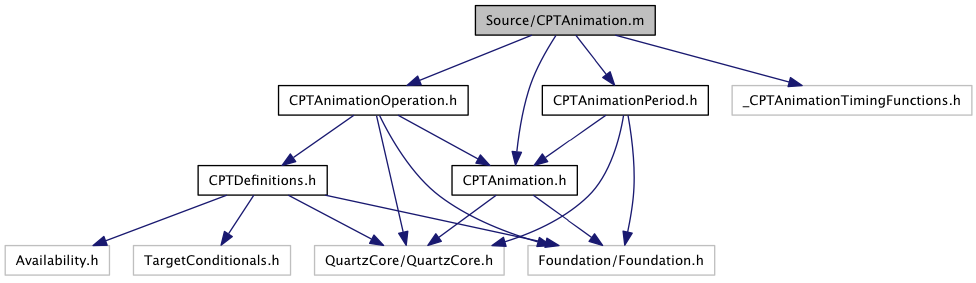 Source/CPTAnimation.m
CPTAnimationOperation.h
CPTAnimationPeriod.h
_CPTAnimationTimingFunctions.h
CPTDefinitions.h
CPTAnimation.h
Availability.h
TargetConditionals.h
QuartzCore/QuartzCore.h
Foundation/Foundation.h